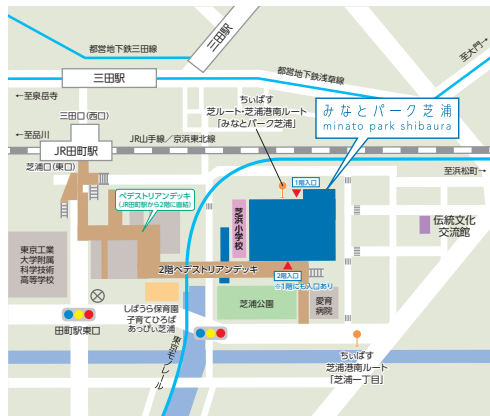 都営地下鉄三田線
三田駅
至大門→
三田駅
都営地下鉄浅草線
←至泉岳寺
ちぃばす
芝ルート・芝浦港南ルート
「みなとパーク芝浦」
みなとパーク芝浦
minato park shibaura
三田口(西口)
←至品川
JR山手線／京浜東北線
JR田町駅
芝浦口(東口)
至浜松町→
1階入口
ペデストリアンデッキ
(JR田町駅から2階に直結)
芝浜小学校
伝統文化
交流館
東京工業
大学附属
科学技術
高等学校
2階ペデストリアンデッキ
2階入口
※1階にも入口あり
しばうら保育園
子育てひろば
あっぴい芝浦
芝浦公園
愛育
病院
田町駅東口
東京モノレール
ちぃばす
芝浦港南ルート
「芝浦一丁目」